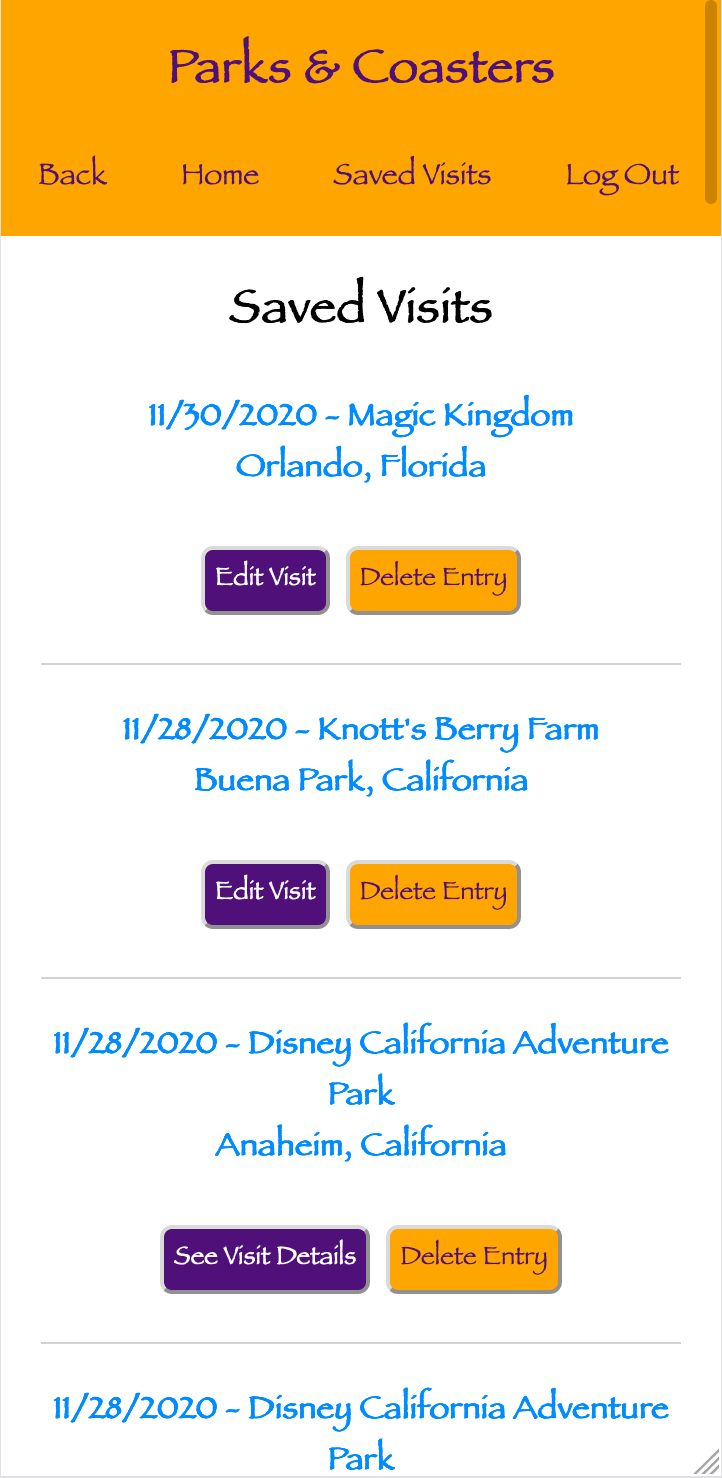 Parks & Coasters
Back Home Saved Visits Log Out
Saved Visits
11/30/2020 - Magic Kingdom
Orlando, Florida
Edit Visit Delete Entry
11/28/2020 - Knott's Berry Farm
Buena Park, California
Edit Visit Delete Entry
11/28/2020 - Disney California Adventure
Park
Anaheim, California
See Visit Details Delete Entry
11/28/2020 - Disney California Adventure
Park